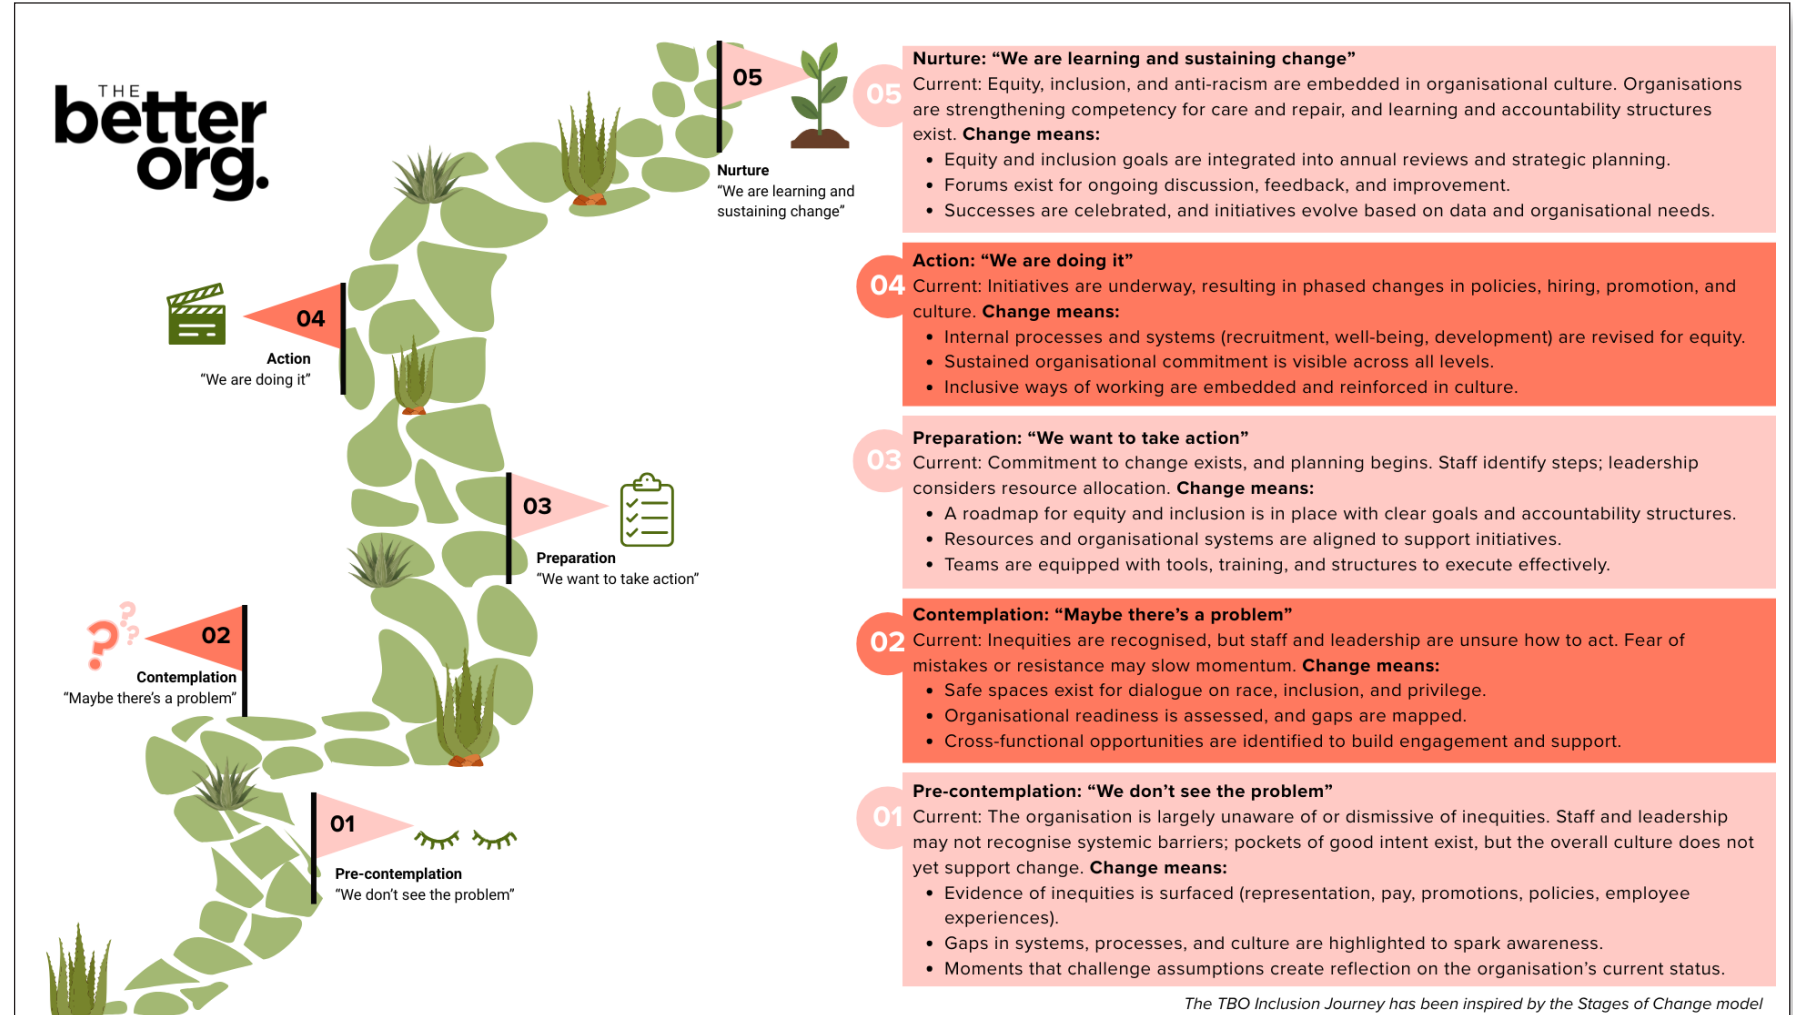 THE
better
org.
05
Nurture
“We are learning and
sustaining change”
04
Action
“We are doing it”
03
Preparation
“We want to take action”
? ? ?
02
Contemplation
“Maybe there’s a problem”
01
Pre-contemplation
“We don’t see the problem”
05
Nurture: “We are learning and sustaining change”
Current: Equity, inclusion, and anti-racism are embedded in organisational culture. Organisations
are strengthening competency for care and repair, and learning and accountability structures
exist. Change means:
• Equity and inclusion goals are integrated into annual reviews and strategic planning.
• Forums exist for ongoing discussion, feedback, and improvement.
• Successes are celebrated, and initiatives evolve based on data and organisational needs.
04
Action: “We are doing it”
Current: Initiatives are underway, resulting in phased changes in policies, hiring, promotion, and
culture. Change means:
• Internal processes and systems (recruitment, well-being, development) are revised for equity.
• Sustained organisational commitment is visible across all levels.
• Inclusive ways of working are embedded and reinforced in culture.
03
Preparation: “We want to take action”
Current: Commitment to change exists, and planning begins. Staff identify steps; leadership
considers resource allocation. Change means:
• A roadmap for equity and inclusion is in place with clear goals and accountability structures.
• Resources and organisational systems are aligned to support initiatives.
• Teams are equipped with tools, training, and structures to execute effectively.
02
Contemplation: “Maybe there’s a problem”
Current: Inequities are recognised, but staff and leadership are unsure how to act. Fear of
mistakes or resistance may slow momentum. Change means:
• Safe spaces exist for dialogue on race, inclusion, and privilege.
• Organisational readiness is assessed, and gaps are mapped.
• Cross-functional opportunities are identified to build engagement and support.
01
Pre-contemplation: “We don’t see the problem”
Current: The organisation is largely unaware of or dismissive of inequities. Staff and leadership
may not recognise systemic barriers; pockets of good intent exist, but the overall culture does not
yet support change. Change means:
• Evidence of inequities is surfaced (representation, pay, promotions, policies, employee
experiences).
• Gaps in systems, processes, and culture are highlighted to spark awareness.
• Moments that challenge assumptions create reflection on the organisation’s current status.
The TBO Inclusion Journey has been inspired by the Stages of Change model